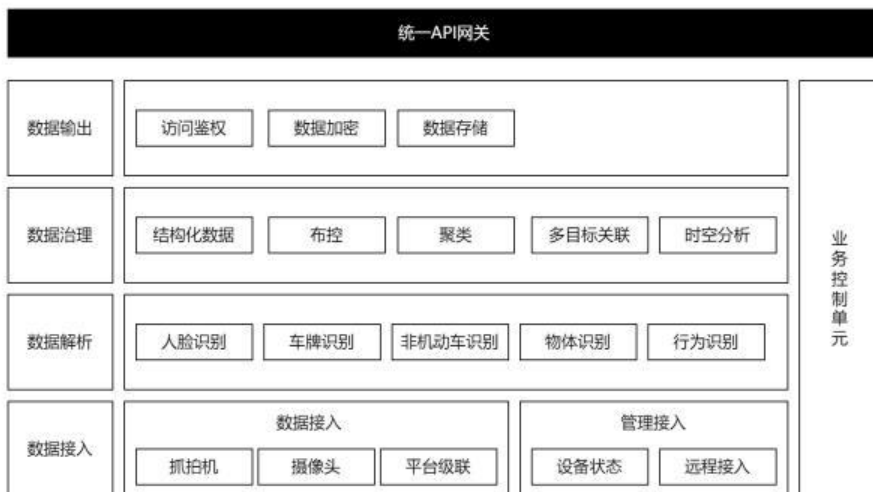 统一API网关
数据输出
访问鉴权 数据加密 数据存储
数据治理
结构化数据 布控 聚类 多目标关联 时空分析
数据解析
人脸识别 车牌识别 非机动车识别 物体识别 行为识别
数据接入
数据接入
抓拍机 摄像头 平台级联
管理接入
设备状态 远程接入
业务控制单元